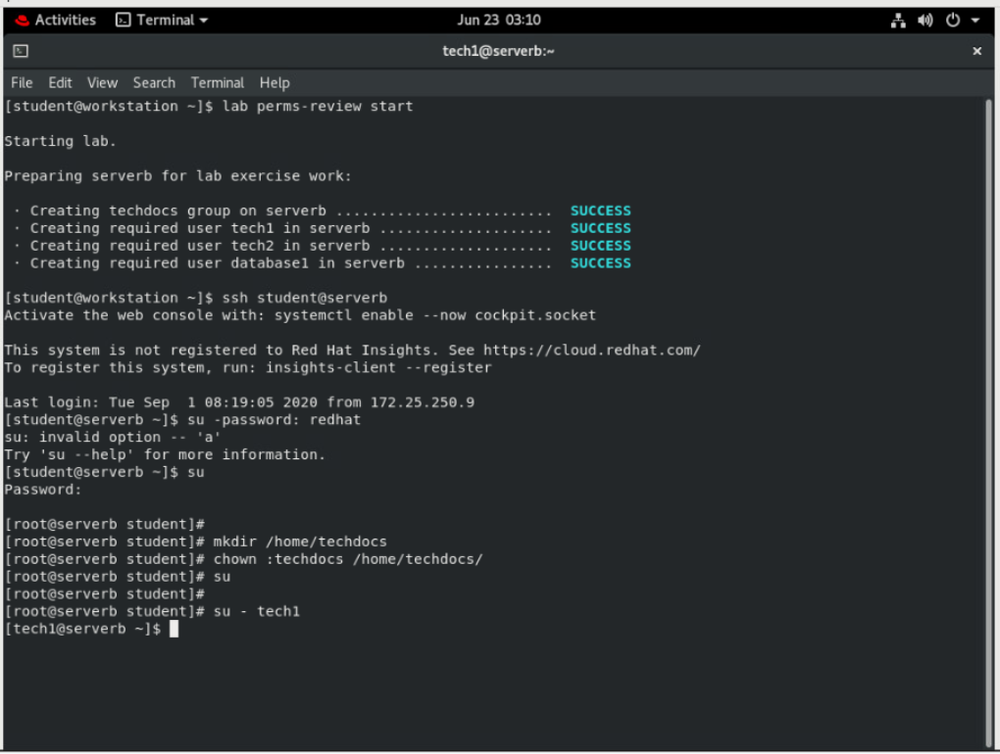 Activities Terminal Jun 23 03:10
tech1@serverb:~ ×
File Edit View Search Terminal Help
[student@workstation ~]$ lab perms-review start
Starting lab.
Preparing serverb for lab exercise work:
· Creating techdocs group on serverb ......................... SUCCESS
· Creating required user tech1 in serverb .................... SUCCESS
· Creating required user tech2 in serverb .................... SUCCESS
· Creating required user database1 in serverb ................ SUCCESS
[student@workstation ~]$ ssh student@serverb
Activate the web console with: systemctl enable --now cockpit.socket
This system is not registered to Red Hat Insights. See https://cloud.redhat.com/
To register this system, run: insights-client --register
Last login: Tue Sep  1 08:19:05 2020 from 172.25.250.9
[student@serverb ~]$ su -password: redhat
su: invalid option -- 'a'
Try 'su --help' for more information.
[student@serverb ~]$ su
Password:
[root@serverb student]#
[root@serverb student]# mkdir /home/techdocs
[root@serverb student]# chown :techdocs /home/techdocs/
[root@serverb student]# su
[root@serverb student]#
[root@serverb student]# su - tech1
[tech1@serverb ~]$